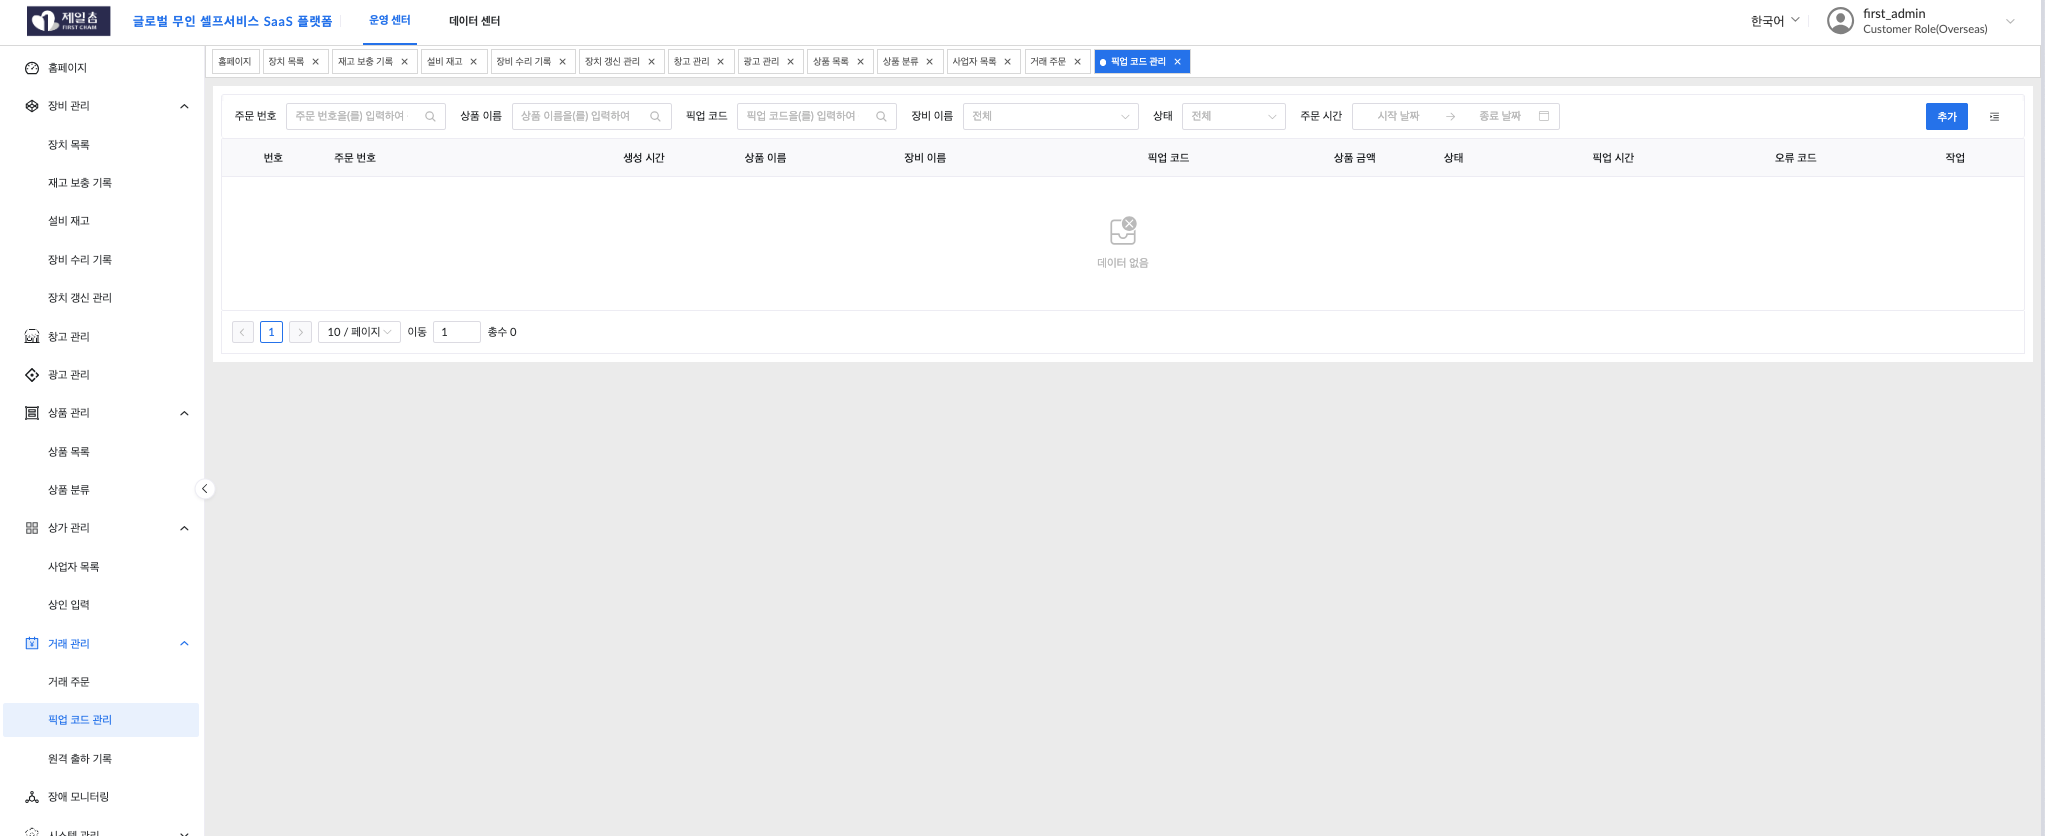 제일참 FIRST CHAM
글로벌 무인 셀프서비스 SaaS 플랫폼
운영 센터
데이터 센터
한국어
first_admin
Customer Role(Overseas)
홈페이지
장치 목록
재고 보충 기록
설비 재고
장비 수리 기록
장치 갱신 관리
창고 관리
광고 관리
상품 목록
상품 분류
사업자 목록
거래 주문
픽업 코드 관리
홈페이지
장비 관리
장치 목록
재고 보충 기록
설비 재고
장비 수리 기록
장치 갱신 관리
창고 관리
광고 관리
상품 관리
상품 목록
상품 분류
상가 관리
사업자 목록
상인 입력
거래 관리
거래 주문
픽업 코드 관리
원격 출하 기록
장애 모니터링
시스템 관리
주문 번호 주문 번호을(를) 입력하여
상품 이름 상품 이름을(를) 입력하여
픽업 코드 픽업 코드을(를) 입력하여
장비 이름 전체
상태 전체
주문 시간 시작 날짜 종료 날짜
추가
번호 주문 번호 생성 시간 상품 이름 장비 이름 픽업 코드 상품 금액 상태 픽업 시간 오류 코드 작업
데이터 없음
1 10 / 페이지 이동 1 총수 0